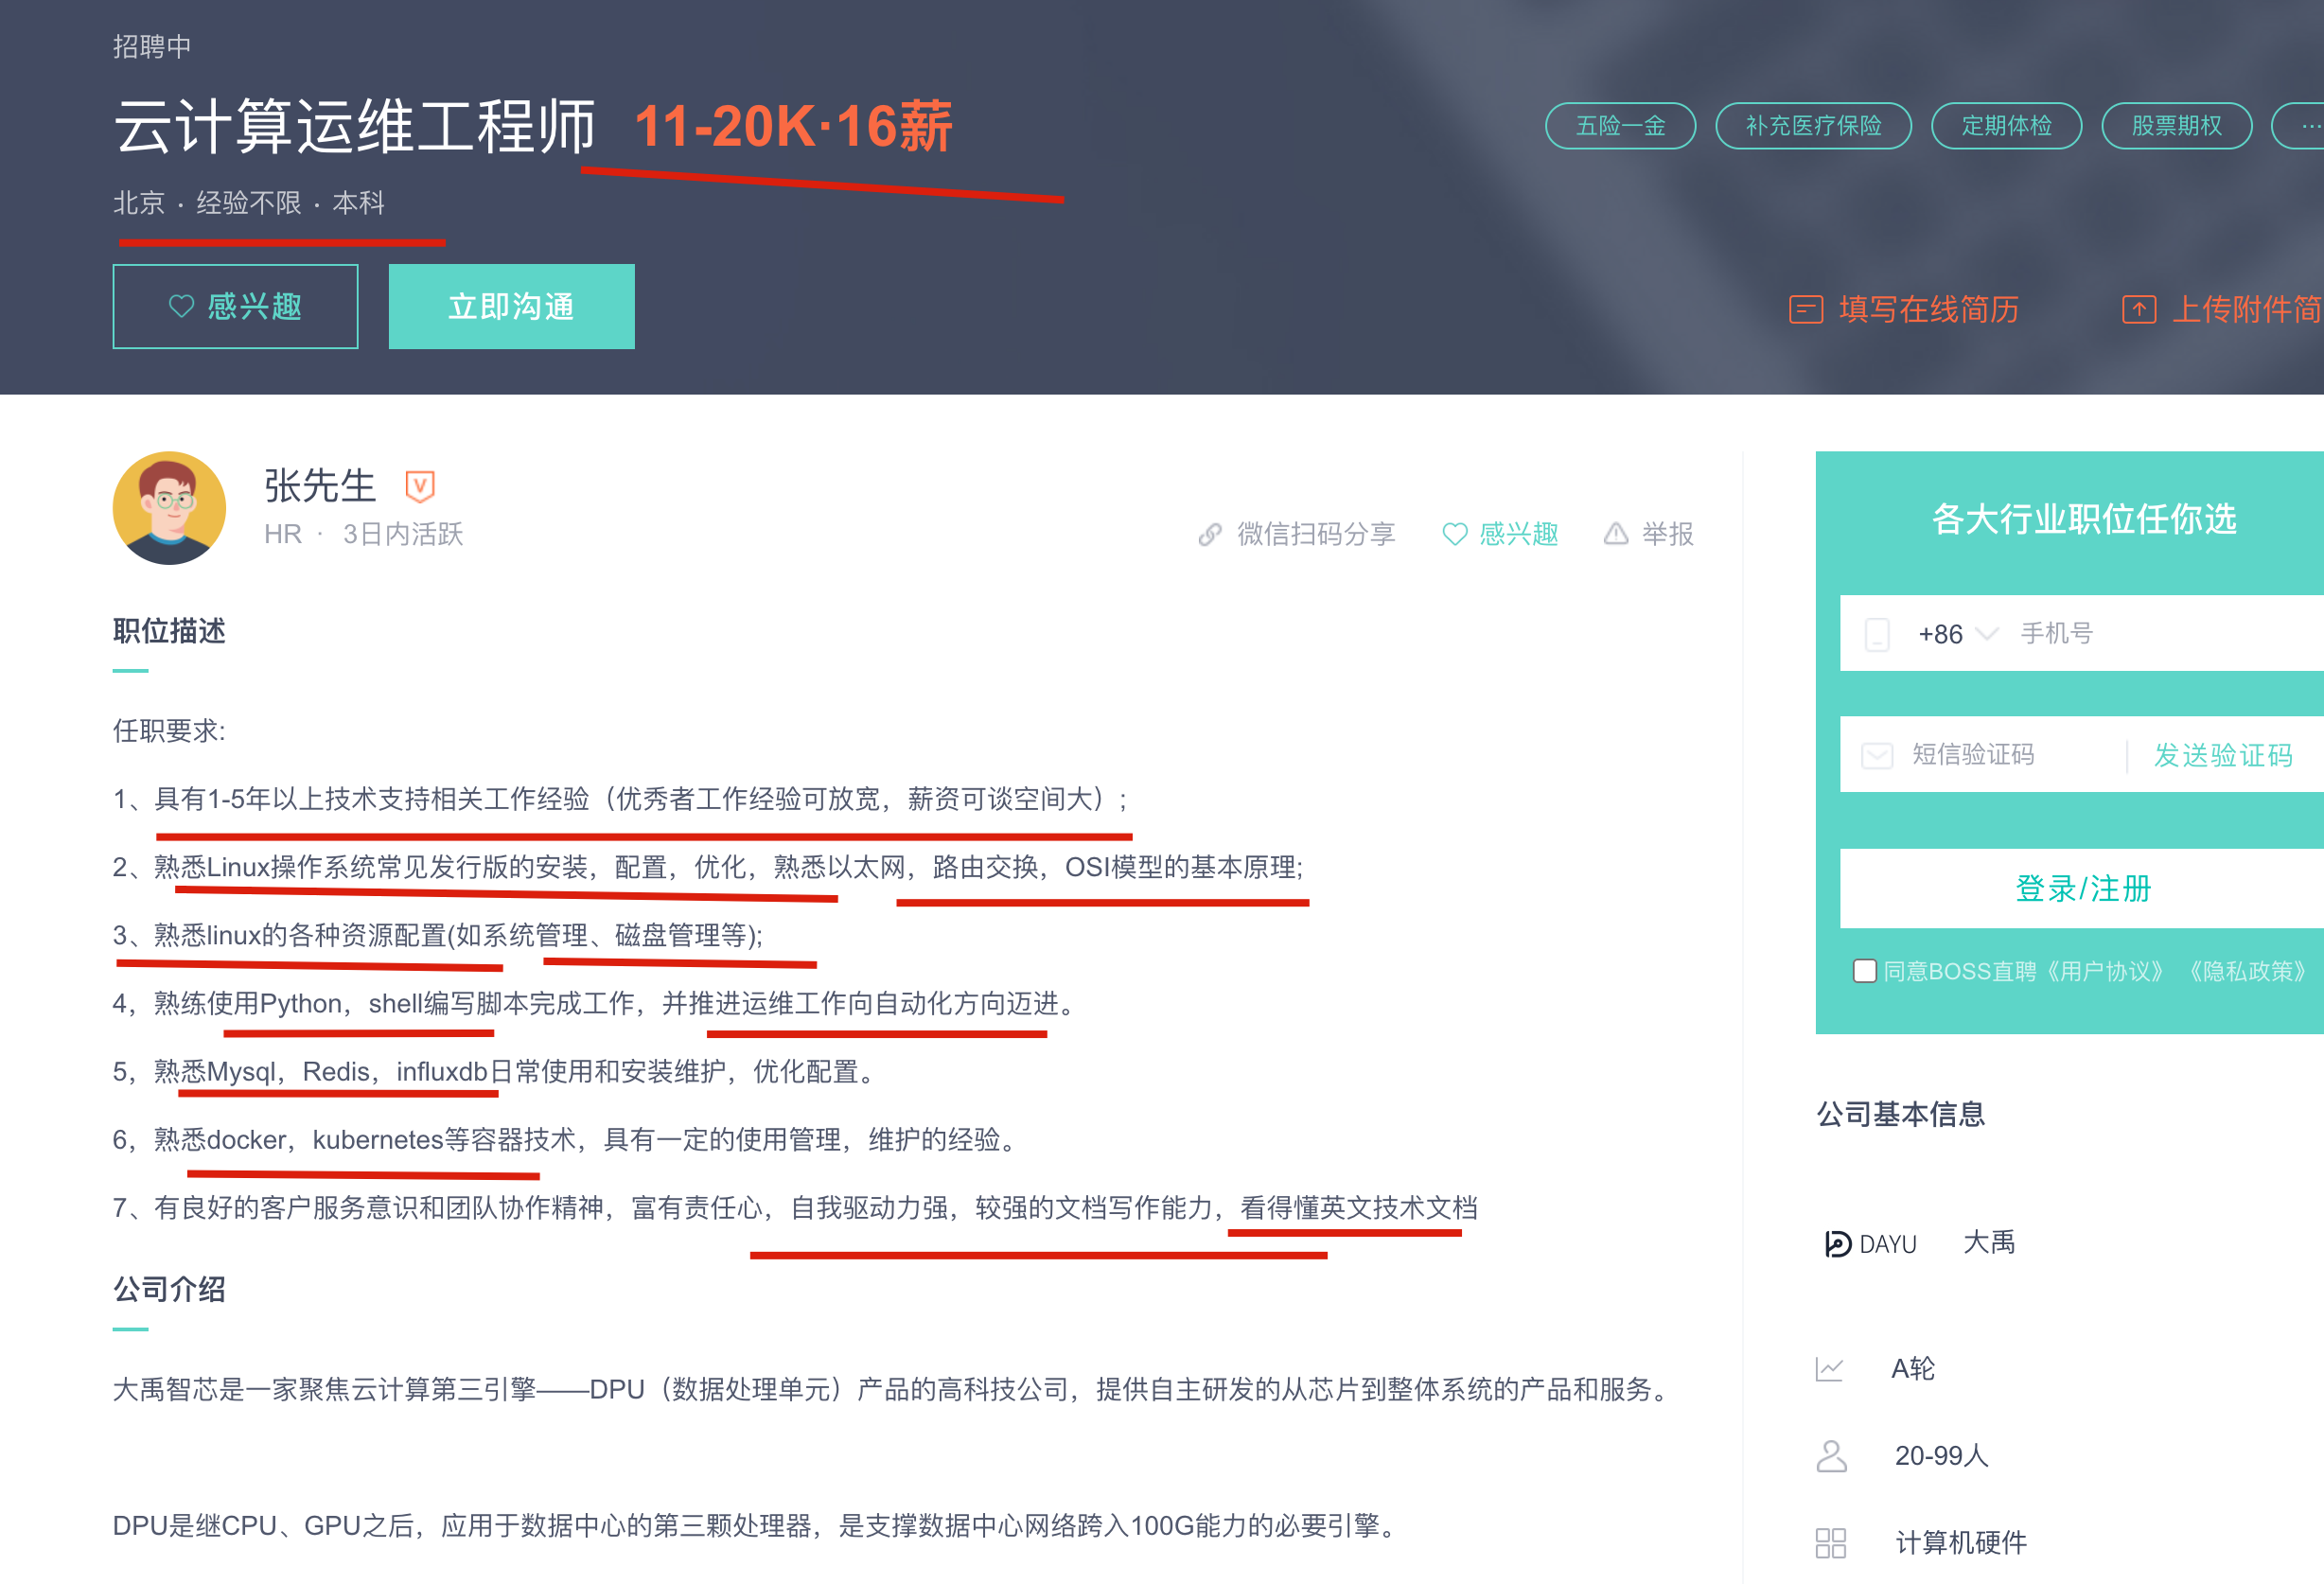 招聘中
云计算运维工程师 11-20K·16薪
五险一金 补充医疗保险 定期体检 股票期权 ...
北京 · 经验不限 · 本科
感兴趣 立即沟通
填写在线简历 上传附件简
张先生
HR · 3日内活跃
微信扫码分享 感兴趣 举报
职位描述
任职要求:
1、具有1-5年以上技术支持相关工作经验（优秀者工作经验可放宽，薪资可谈空间大）;
2、熟悉Linux操作系统常见发行版的安装，配置，优化，熟悉以太网，路由交换，OSI模型的基本原理;
3、熟悉linux的各种资源配置(如系统管理、磁盘管理等);
4，熟练使用Python，shell编写脚本完成工作，并推进运维工作向自动化方向迈进。
5，熟悉Mysql，Redis，influxdb日常使用和安装维护，优化配置。
6，熟悉docker，kubernetes等容器技术，具有一定的使用管理，维护的经验。
7、有良好的客户服务意识和团队协作精神，富有责任心，自我驱动力强，较强的文档写作能力，看得懂英文技术文档
公司介绍
大禹智芯是一家聚焦云计算第三引擎——DPU（数据处理单元）产品的高科技公司，提供自主研发的从芯片到整体系统的产品和服务。
DPU是继CPU、GPU之后，应用于数据中心的第三颗处理器，是支撑数据中心网络跨入100G能力的必要引擎。
各大行业职位任你选
+86 手机号
短信验证码 发送验证码
登录/注册
同意BOSS直聘《用户协议》 《隐私政策》
公司基本信息
DAYU 大禹
A轮
20-99人
计算机硬件